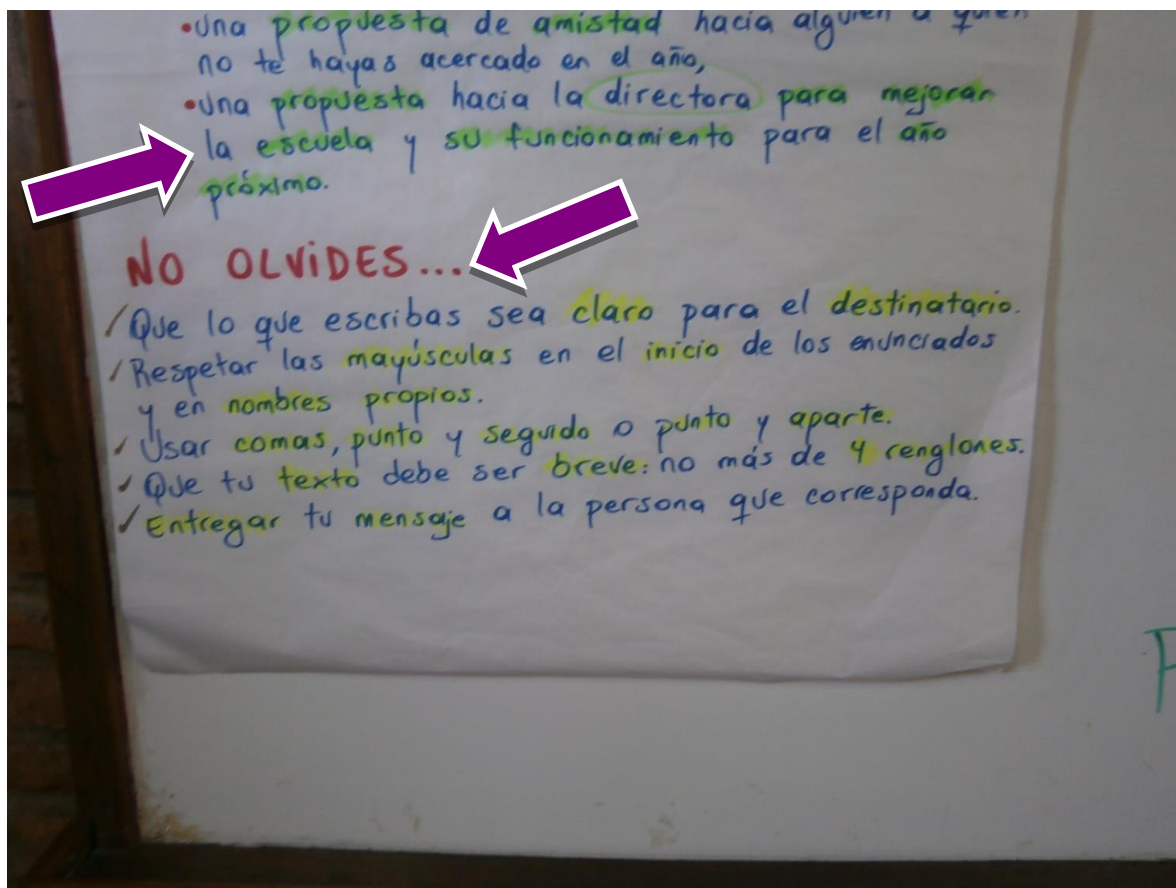 •Una propuesta de amistad hacia alguien a quien
no te hayas acercado en el año,
•Una propuesta hacia la directora para mejorar
la escuela y su funcionamiento para el año
próximo.
NO OLViDES...
✓Que lo que escribas sea claro para el destinatario.
✓Respetar las mayúsculas en el inicio de los enunciados
y en nombres propios.
✓Usar comas, punto y seguido o punto y aparte.
✓Que tu texto debe ser breve: no más de 4 renglones.
✓Entregar tu mensaje a la persona que corresponda.